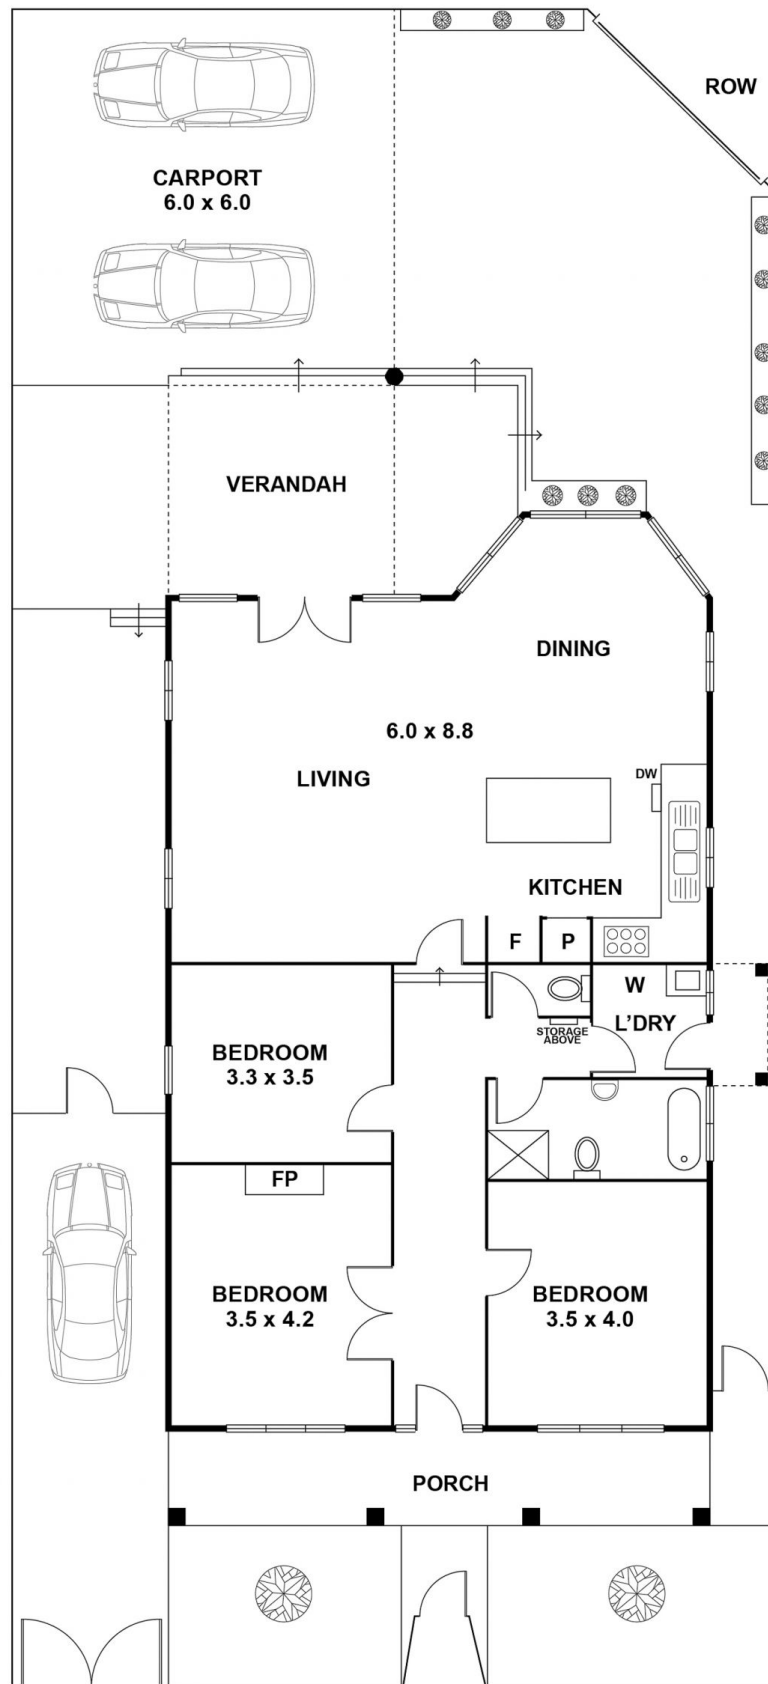 ROW
CARPORT
6.0 x 6.0
VERANDAH
DINING
6.0 x 8.8
LIVING
DW
KITCHEN
F
P
W
L'DRY
STORAGE
ABOVE
BEDROOM
3.3 x 3.5
FP
BEDROOM
3.5 x 4.2
BEDROOM
3.5 x 4.0
PORCH